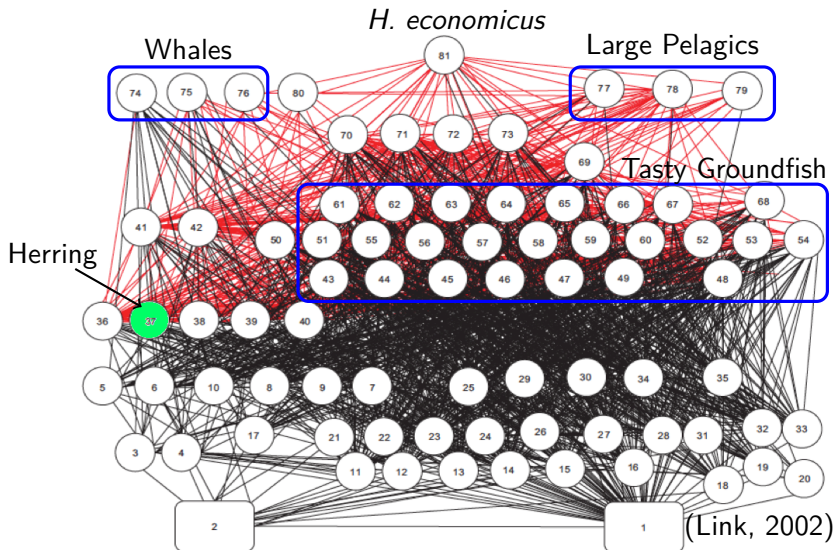 H. economicus
Whales
Large Pelagics
81
74 75 76 80
77 78 79
70 71 72 73
69
Tasty Groundfish
61 62 63 64 65 66 67 68
41 42
50 51 55 56 57 58 59 60 52 53 54
Herring
43 44 45 46 47 49 48
36 37 38 39 40
5 6 10 8 9 7 25 29 30 34 35
3 4 17 21 22 23 24 26 27 28 31 32 33
11 12 13 14 15 16 18 19 20
2 1
(Link, 2002)